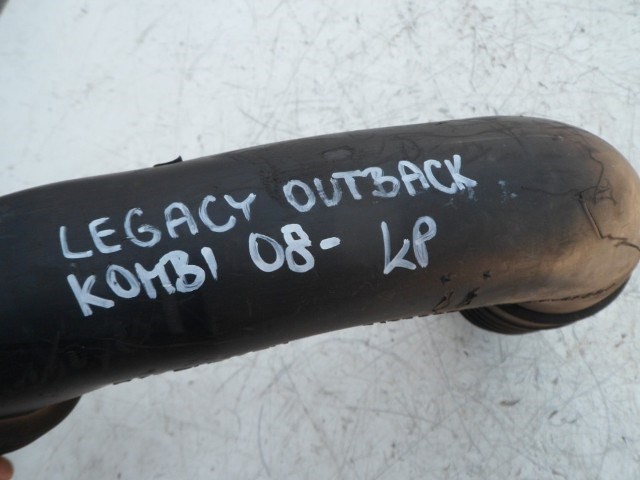 LEGACY OUTBACK
KOMBI 08- LP